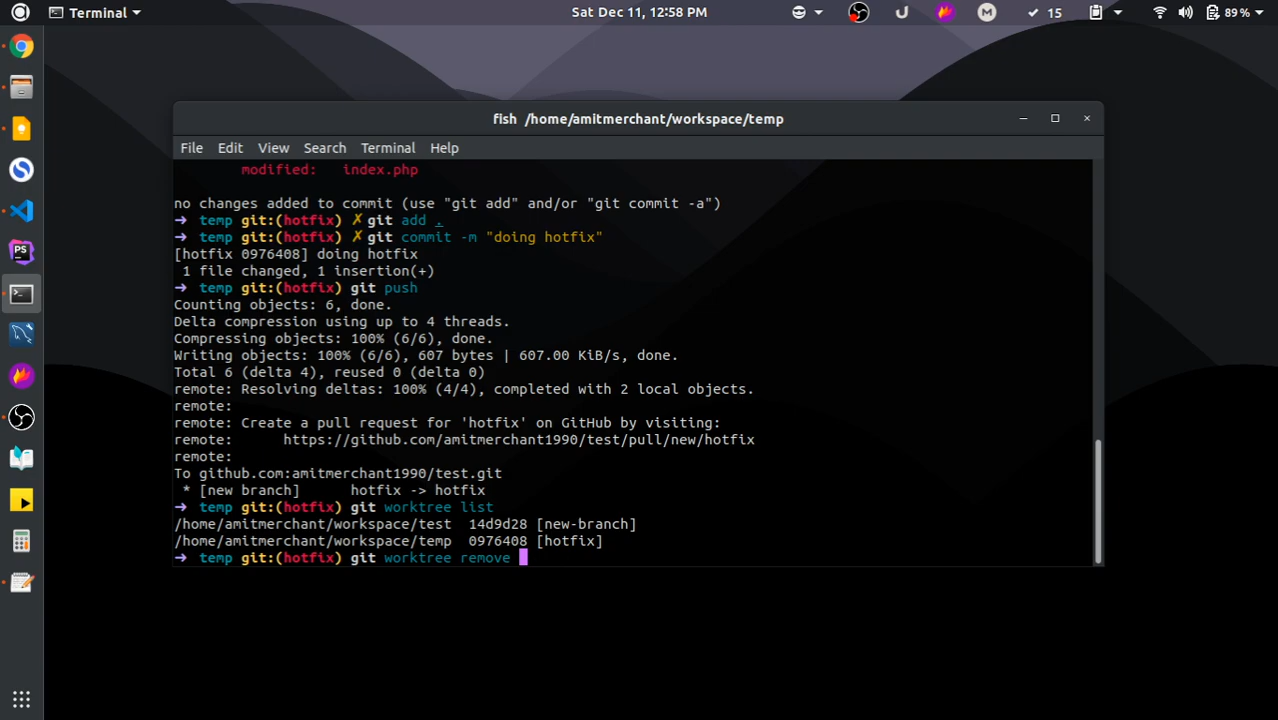 Terminal
Sat Dec 11, 12:58 PM
15
89%
fish /home/amitmerchant/workspace/temp
File Edit View Search Terminal Help
modified: index.php
no changes added to commit (use "git add" and/or "git commit -a")
➜ temp git:(hotfix) ✗ git add .
➜ temp git:(hotfix) ✗ git commit -m "doing hotfix"
[hotfix 0976408] doing hotfix
1 file changed, 1 insertion(+)
➜ temp git:(hotfix) git push
Counting objects: 6, done.
Delta compression using up to 4 threads.
Compressing objects: 100% (6/6), done.
Writing objects: 100% (6/6), 607 bytes | 607.00 KiB/s, done.
Total 6 (delta 4), reused 0 (delta 0)
remote: Resolving deltas: 100% (4/4), completed with 2 local objects.
remote:
remote: Create a pull request for 'hotfix' on GitHub by visiting:
remote: https://github.com/amitmerchant1990/test/pull/new/hotfix
remote:
To github.com:amitmerchant1990/test.git
* [new branch] hotfix -> hotfix
➜ temp git:(hotfix) git worktree list
/home/amitmerchant/workspace/test 14d9d28 [new-branch]
/home/amitmerchant/workspace/temp 0976408 [hotfix]
➜ temp git:(hotfix) git worktree remove
PS
M